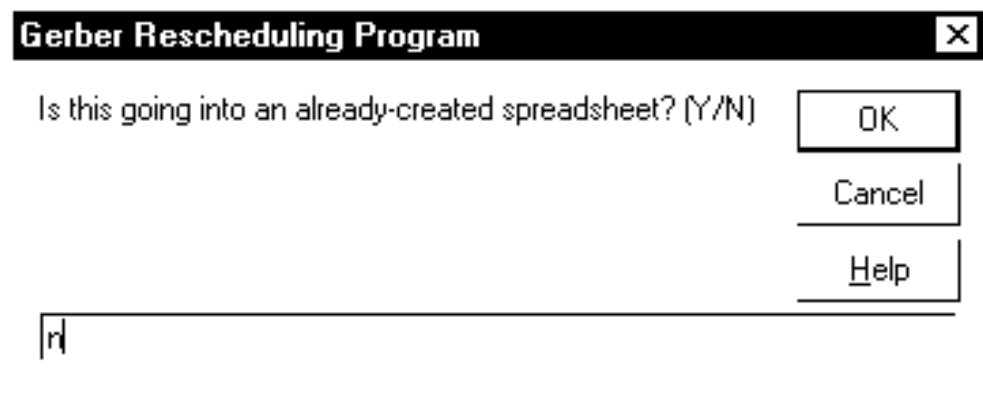 Gerber Rescheduling Program
Is this going into an already-created spreadsheet? (Y/N)
OK
Cancel
Help
n